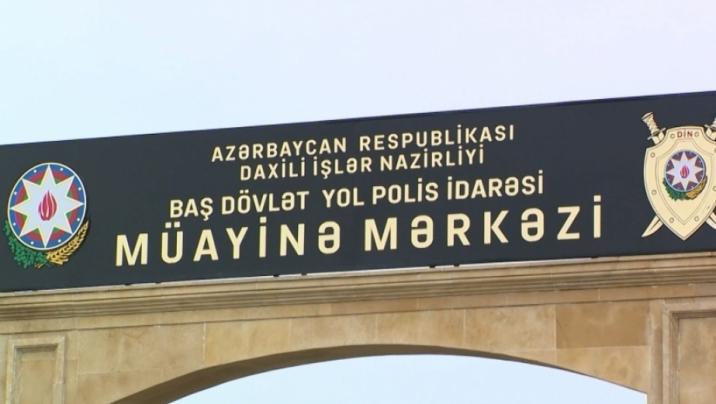 AZƏRBAYCAN RESPUBLİKASI
DAXİLİ İŞLƏR NAZİRLİYİ
BAŞ DÖVLƏT YOL POLİS İDARƏSİ
MÜAYİNƏ MƏRKƏZİ
DİN